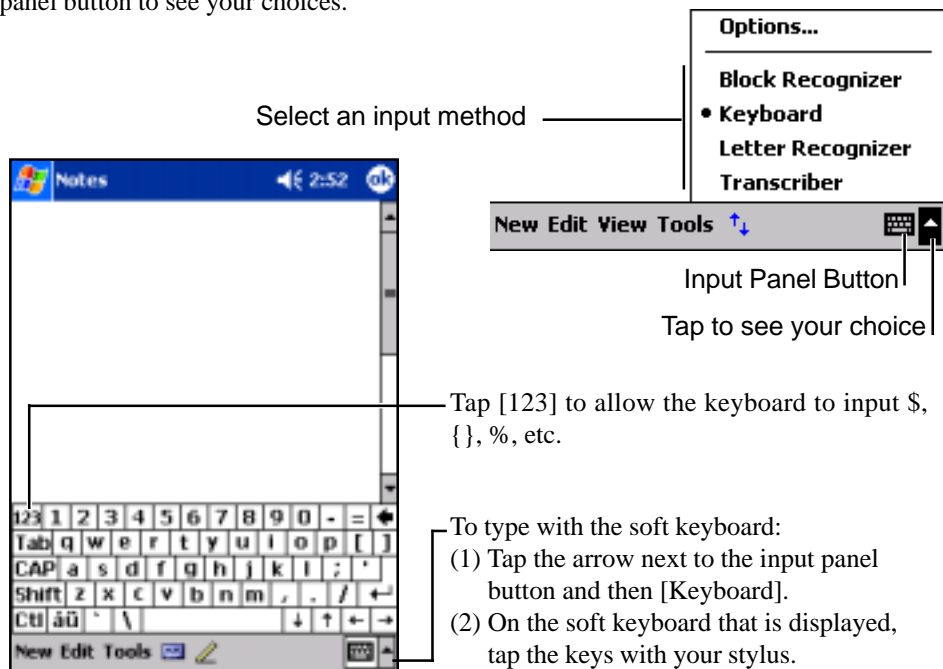 panel button to see your choices.
Options...
Block Recognizer
• Keyboard
Letter Recognizer
Transcriber
Select an input method
New Edit View Tools
Input Panel Button
Tap to see your choice
Notes 2:52 ok
Tap [123] to allow the keyboard to input $,
{}, %, etc.
123 1 2 3 4 5 6 7 8 9 0 - = 
Tab q w e r t y u i o p [ ]
CAP a s d f g h j k l ; '
Shift z x c v b n m , . / ↵
Ctl áü ` \ ↓ ↑ ← →
New Edit Tools
To type with the soft keyboard:
(1) Tap the arrow next to the input panel
button and then [Keyboard].
(2) On the soft keyboard that is displayed,
tap the keys with your stylus.